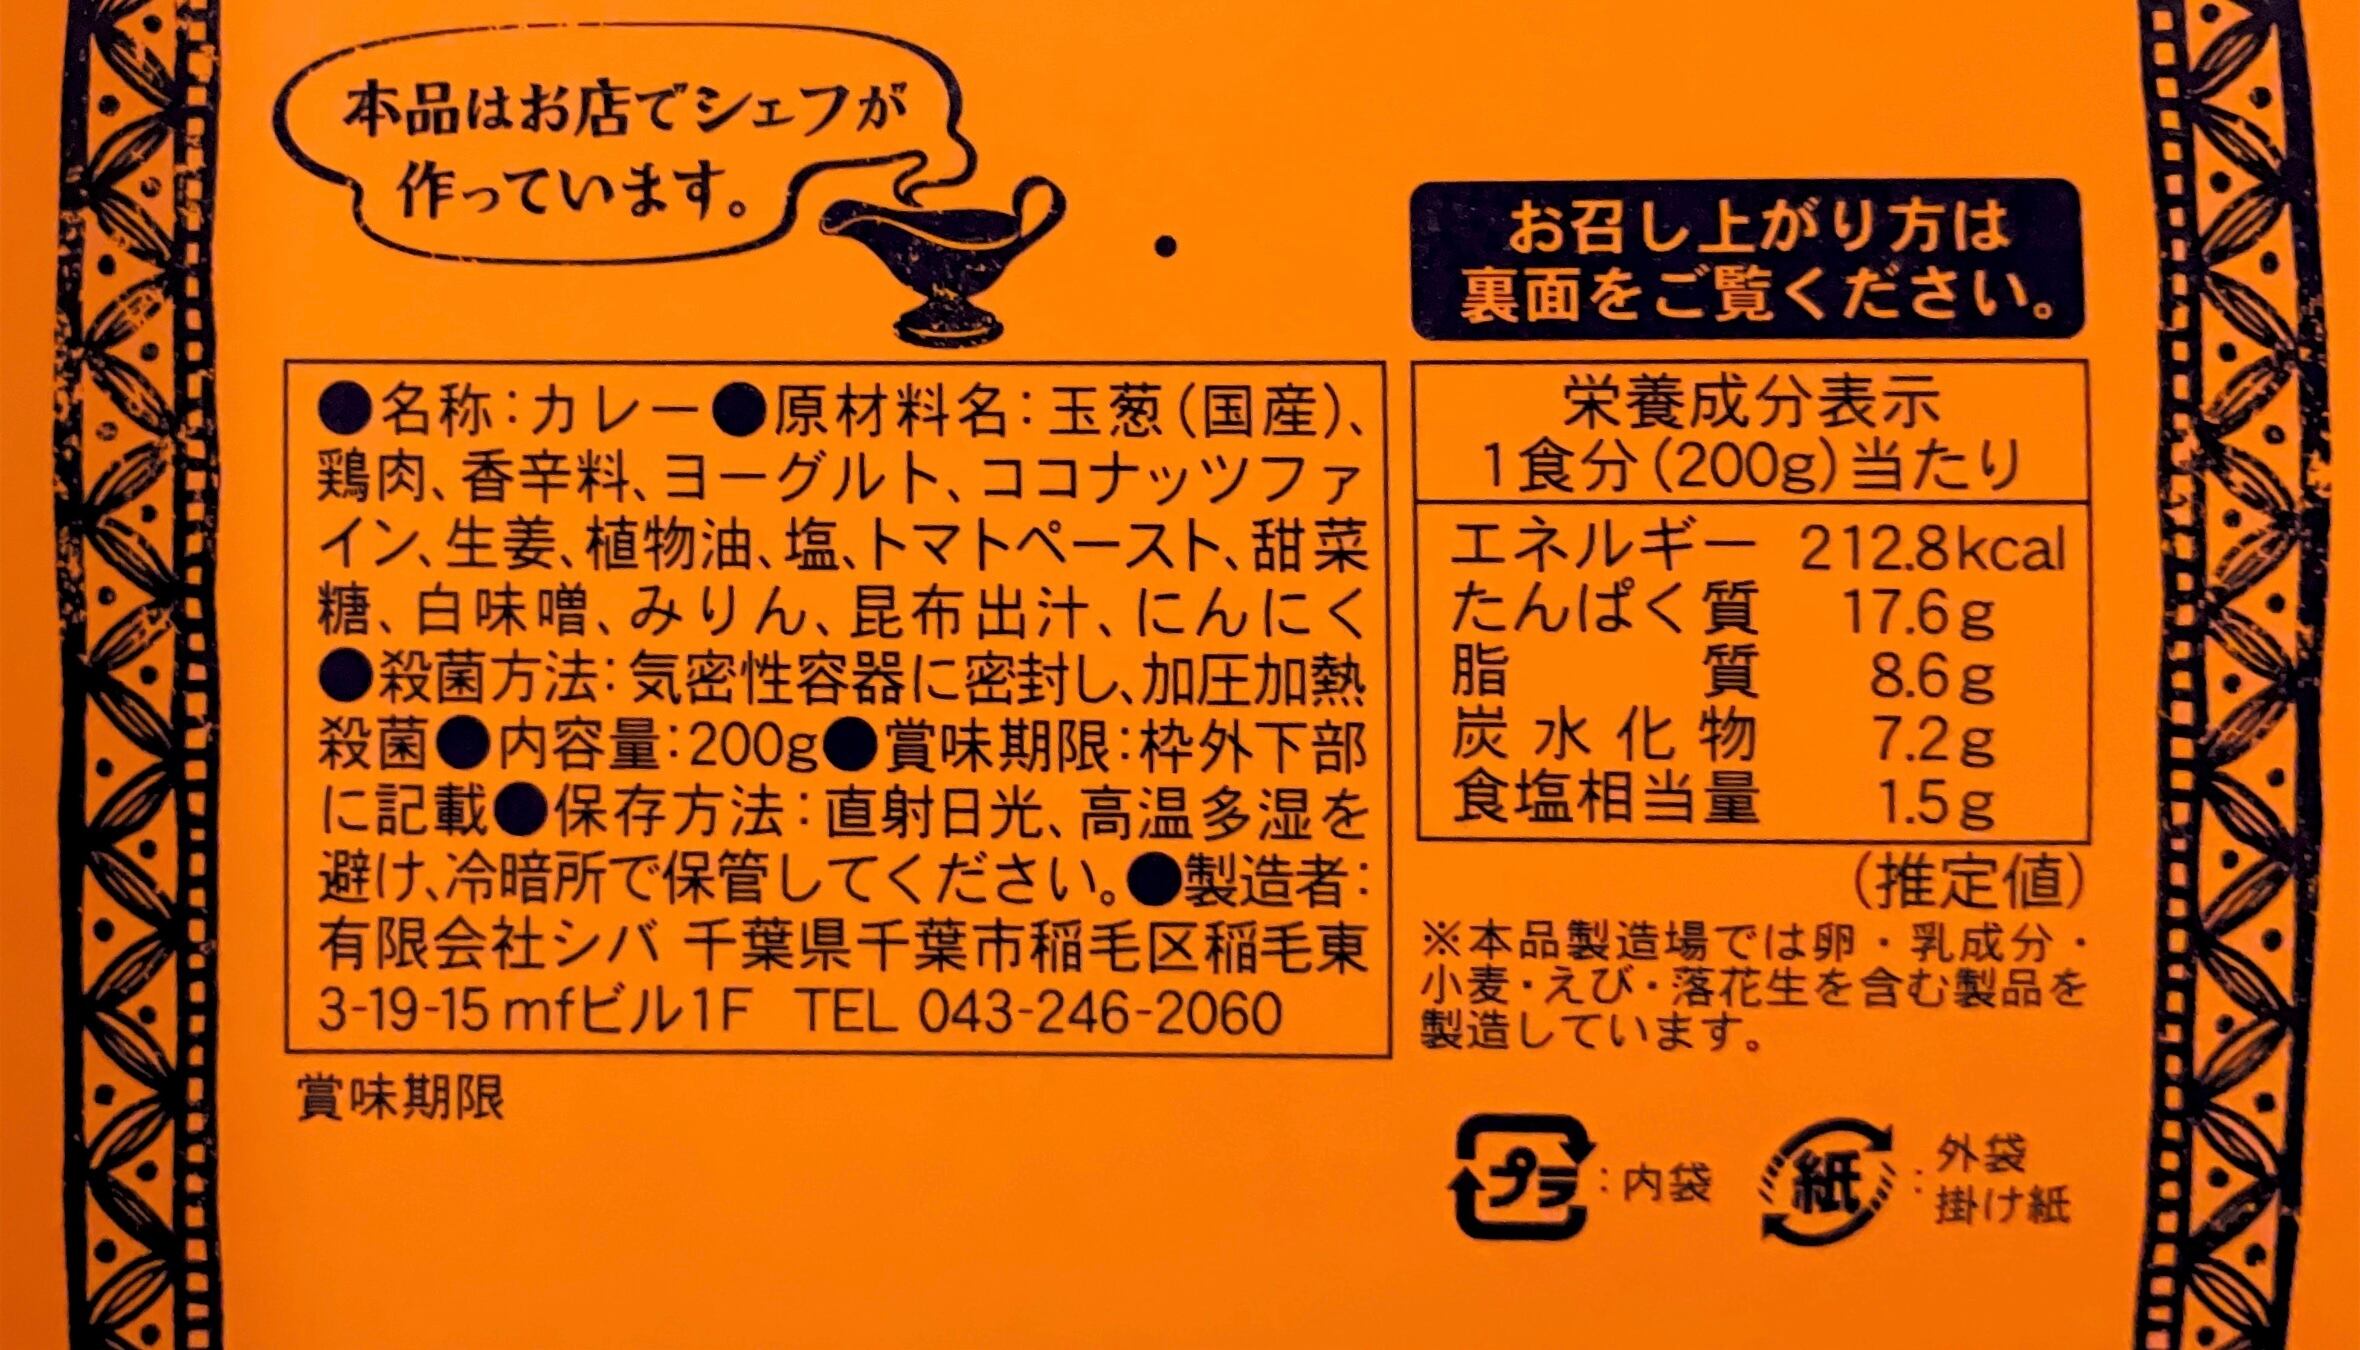 本品はお店でシェフが
作っています。
お召し上がり方は
裏面をご覧ください。
●名称：カレー●原材料名：玉葱（国産）、
鶏肉、香辛料、ヨーグルト、ココナッツファ
イン、生姜、植物油、塩、トマトペースト、甜菜
糖、白味噌、みりん、昆布出汁、にんにく
●殺菌方法：気密性容器に密封し、加圧加熱
殺菌●内容量：200g●賞味期限：枠外下部
に記載●保存方法：直射日光、高温多湿を
避け、冷暗所で保管してください。●製造者：
有限会社シバ 千葉県千葉市稲毛区稲毛東
3-19-15 mfビル1F TEL 043-246-2060
賞味期限
栄養成分表示
1食分（200g）当たり
エネルギー 212.8kcal
たんぱく質 17.6g
脂質 8.6g
炭水化物 7.2g
食塩相当量 1.5g
（推定値）
※本品製造場では卵・乳成分・
小麦・えび・落花生を含む製品を
製造しています。
プラ：内袋
紙：外袋
掛け紙